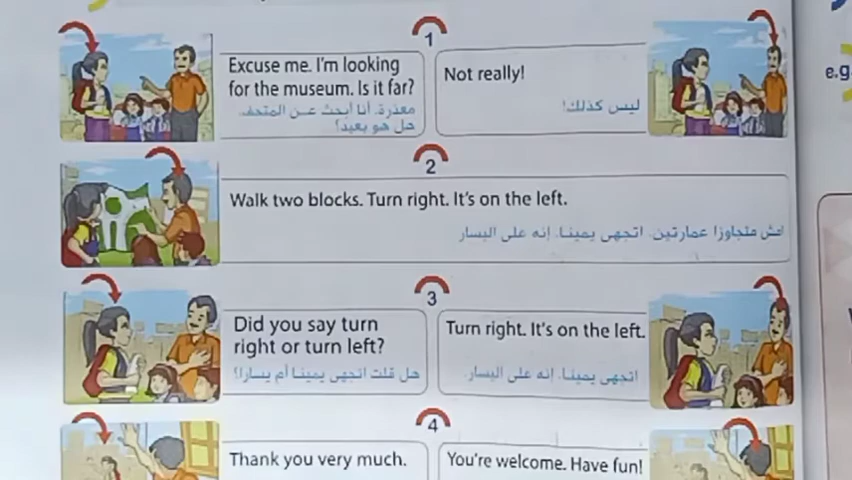 1
Excuse me. I'm looking
for the museum. Is it far?
معذرة. أنا أبحث عن المتحف.
هل هو بعيد؟
Not really!
ليس كذلك!
2
Walk two blocks. Turn right. It's on the left.
امش متجاوزا عمارتين. اتجهى يمينا. إنه على اليسار
3
Did you say turn
right or turn left?
هل قلت اتجهى يمينا أم يسارا؟
Turn right. It's on the left.
اتجهى يمينا. إنه على اليسار.
4
Thank you very much.
You're welcome. Have fun!
e.g.